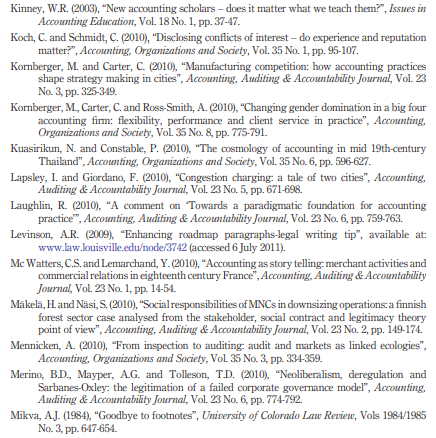 Kinney, W.R. (2003), “New accounting scholars – does it matter what we teach them?”, Issues in
Accounting Education, Vol. 18 No. 1, pp. 37-47.
Koch, C. and Schmidt, C. (2010), “Disclosing conflicts of interest – do experience and reputation
matter?”, Accounting, Organizations and Society, Vol. 35 No. 1, pp. 95-107.
Kornberger, M. and Carter, C. (2010), “Manufacturing competition: how accounting practices
shape strategy making in cities”, Accounting, Auditing & Accountability Journal, Vol. 23
No. 3, pp. 325-349.
Kornberger, M., Carter, C. and Ross-Smith, A. (2010), “Changing gender domination in a big four
accounting firm: flexibility, performance and client service in practice”, Accounting,
Organizations and Society, Vol. 35 No. 8, pp. 775-791.
Kuasirikun, N. and Constable, P. (2010), “The cosmology of accounting in mid 19th-century
Thailand”, Accounting, Organizations and Society, Vol. 35 No. 6, pp. 596-627.
Lapsley, I. and Giordano, F. (2010), “Congestion charging: a tale of two cities”, Accounting,
Auditing & Accountability Journal, Vol. 23 No. 5, pp. 671-698.
Laughlin, R. (2010), “A comment on ‘Towards a paradigmatic foundation for accounting
practice’”, Accounting, Auditing & Accountability Journal, Vol. 23 No. 6, pp. 759-763.
Levinson, A.R. (2009), “Enhancing roadmap paragraphs-legal writing tip”, available at:
www.law.louisville.edu/node/3742 (accessed 6 July 2011).
Mc Watters, C.S. and Lemarchand, Y. (2010), “Accounting as story telling: merchant activities and
commercial relations in eighteenth century France”, Accounting, Auditing & Accountability
Journal, Vol. 23 No. 1, pp. 14-54.
Mäkelä, H. and Näsi, S. (2010), “Social responsibilities of MNCs in downsizing operations: a finnish
forest sector case analysed from the stakeholder, social contract and legitimacy theory
point of view”, Accounting, Auditing & Accountability Journal, Vol. 23 No. 2, pp. 149-174.
Mennicken, A. (2010), “From inspection to auditing: audit and markets as linked ecologies”,
Accounting, Organizations and Society, Vol. 35 No. 3, pp. 334-359.
Merino, B.D., Mayper, A.G. and Tolleson, T.D. (2010), “Neoliberalism, deregulation and
Sarbanes-Oxley: the legitimation of a failed corporate governance model”, Accounting,
Auditing & Accountability Journal, Vol. 23 No. 6, pp. 774-792.
Mikva, A.J. (1984), “Goodbye to footnotes”, University of Colorado Law Review, Vols 1984/1985
No. 3, pp. 647-654.